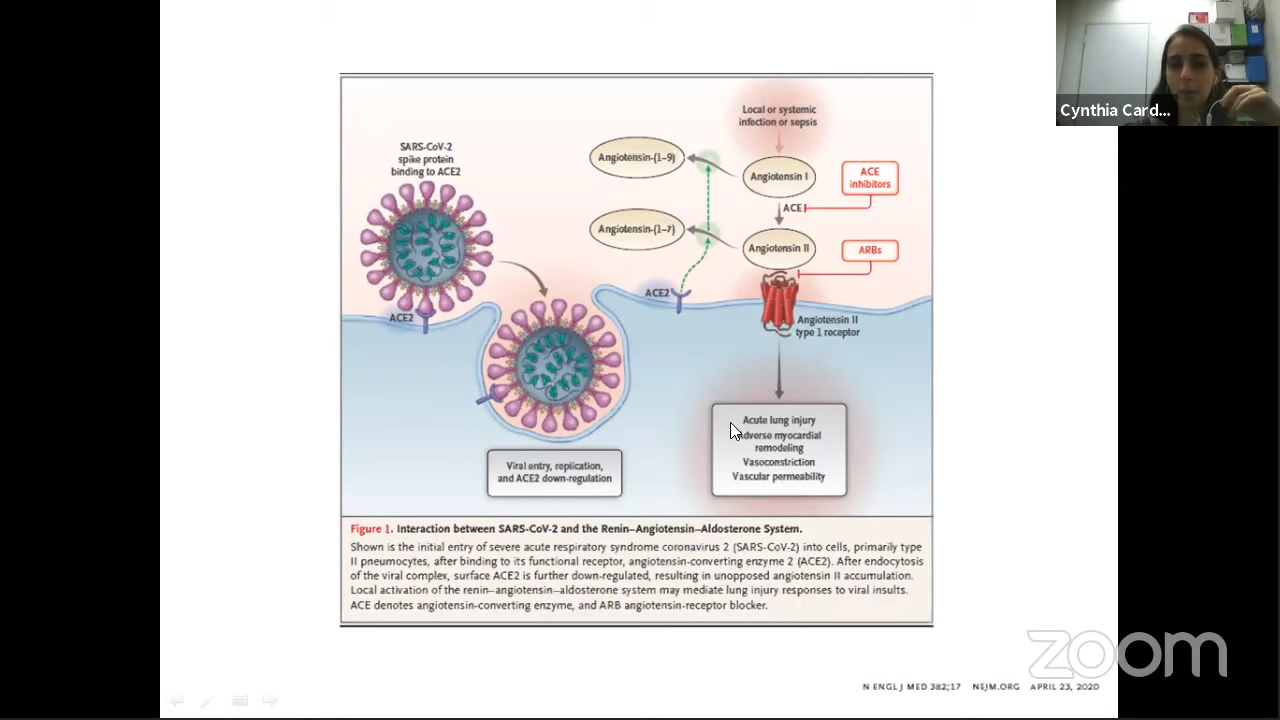 Cynthia Card...
Local or systemic
infection or sepsis
SARS-CoV-2
spike protein
binding to ACE2
Angiotensin-(1–9)
Angiotensin I
ACE
inhibitors
ACE
Angiotensin-(1–7)
Angiotensin II
ARBs
ACE2
ACE2
Angiotensin II
type 1 receptor
Acute lung injury
Adverse myocardial
remodeling
Vasoconstriction
Vascular permeability
Viral entry, replication,
and ACE2 down-regulation
Figure 1. Interaction between SARS-CoV-2 and the Renin–Angiotensin–Aldosterone System.
Shown is the initial entry of severe acute respiratory syndrome coronavirus 2 (SARS-CoV-2) into cells, primarily type
II pneumocytes, after binding to its functional receptor, angiotensin-converting enzyme 2 (ACE2). After endocytosis
of the viral complex, surface ACE2 is further down-regulated, resulting in unopposed angiotensin II accumulation.
Local activation of the renin–angiotensin–aldosterone system may mediate lung injury responses to viral insults.
ACE denotes angiotensin-converting enzyme, and ARB angiotensin-receptor blocker.
zoom
N ENGL J MED 382;17 NEJM.ORG APRIL 23, 2020